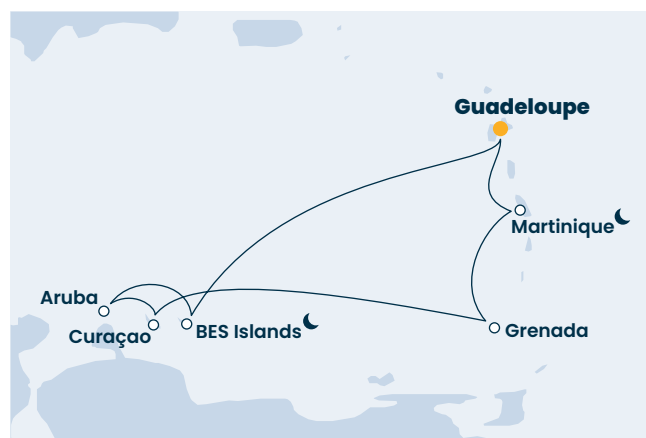 Guadeloupe
Martinique
Aruba
Curaçao
BES Islands
Grenada